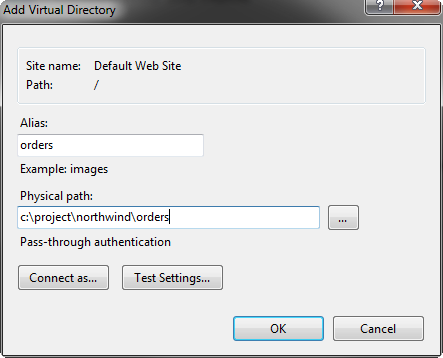 Add Virtual Directory
Site name: Default Web Site
Path: /
Alias:
orders
Example: images
Physical path:
c:\project\northwind\orders
...
Pass-through authentication
Connect as... Test Settings...
OK Cancel